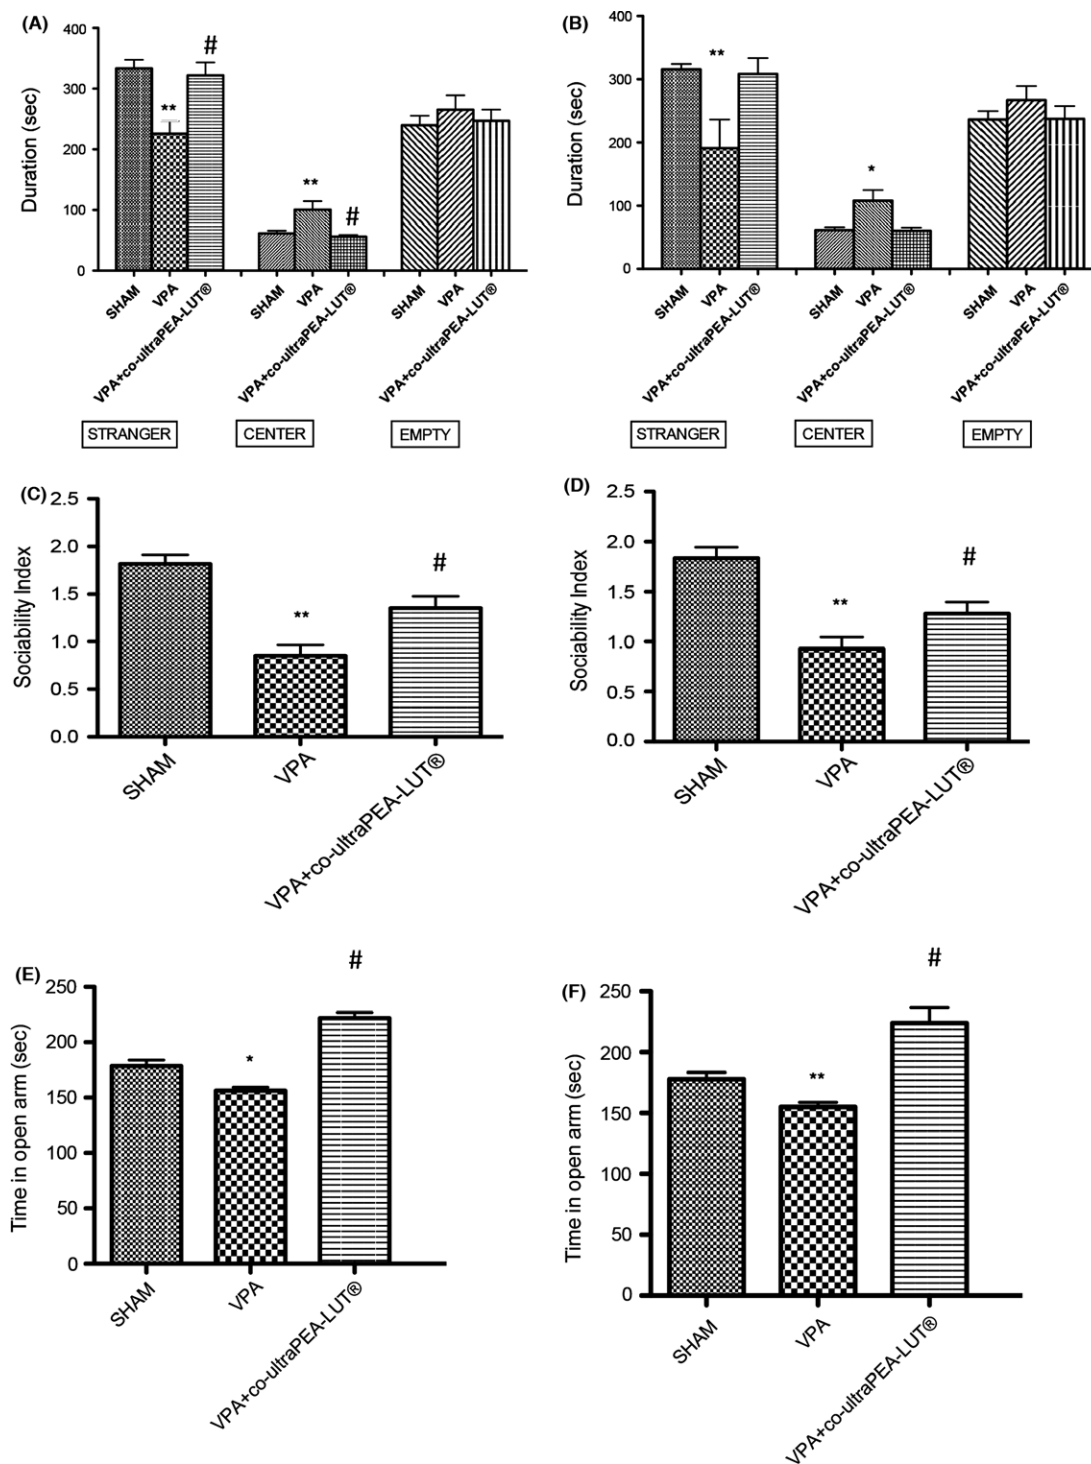 (A)
400
300
200
100
0
Duration (sec)
#
**
**
#
SHAM
VPA
VPA+co-ultraPEA-LUT®
SHAM
VPA
VPA+co-ultraPEA-LUT®
SHAM
VPA
VPA+co-ultraPEA-LUT®
STRANGER
CENTER
EMPTY
(B)
400
300
200
100
0
Duration (sec)
**
*
SHAM
VPA
VPA+co-ultraPEA-LUT®
SHAM
VPA
VPA+co-ultraPEA-LUT®
SHAM
VPA
VPA+co-ultraPEA-LUT®
STRANGER
CENTER
EMPTY
(C)
2.5
2.0
1.5
1.0
0.5
0.0
Sociability Index
**
#
SHAM
VPA
VPA+co-ultraPEA-LUT®
(D)
2.5
2.0
1.5
1.0
0.5
0.0
Sociability Index
**
#
SHAM
VPA
VPA+co-ultraPEA-LUT®
(E)
250
200
150
100
50
0
Time in open arm (sec)
*
#
SHAM
VPA
VPA+co-ultraPEA-LUT®
(F)
250
200
150
100
50
0
Time in open arm (sec)
**
#
SHAM
VPA
VPA+co-ultraPEA-LUT®